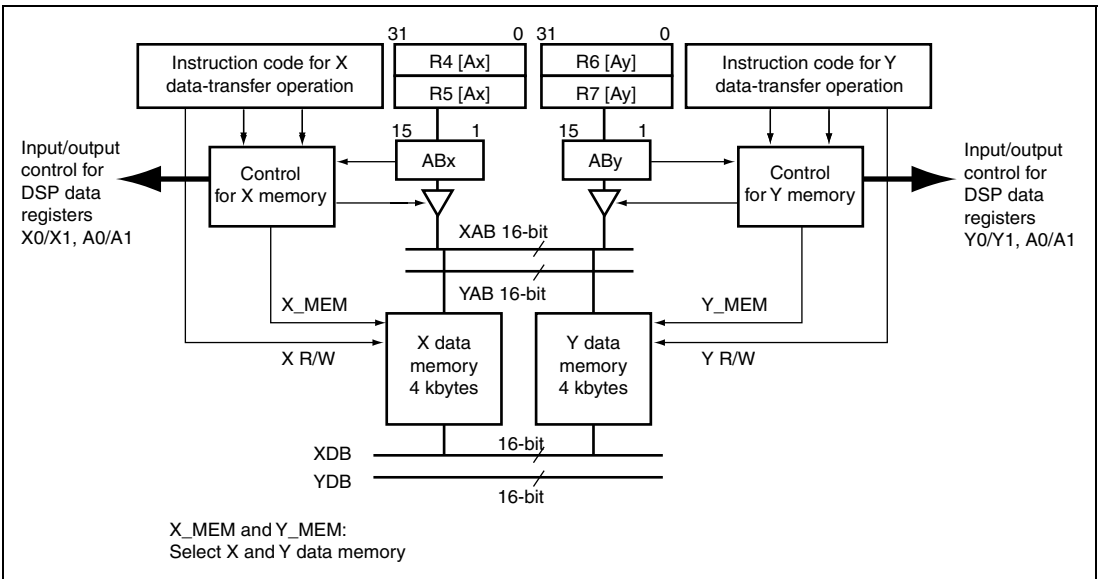 31 0 31 0
Instruction code for X
data-transfer operation
R4 [Ax]
R5 [Ax]
R6 [Ay]
R7 [Ay]
Instruction code for Y
data-transfer operation
15 1 15 1
Input/output
control for
DSP data
registers
X0/X1, A0/A1
Control
for X memory
ABx
ABy
Control
for Y memory
Input/output
control for
DSP data
registers
Y0/Y1, A0/A1
XAB 16-bit
YAB 16-bit
X_MEM
Y_MEM
X R/W
X data
memory
4 kbytes
Y data
memory
4 kbytes
Y R/W
XDB
16-bit
YDB
16-bit
X_MEM and Y_MEM:
Select X and Y data memory